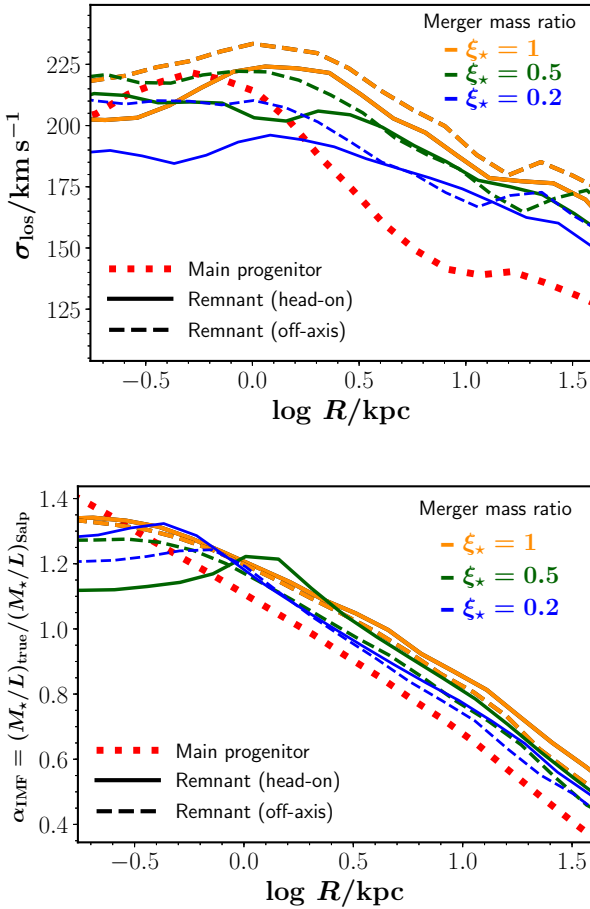 Merger mass ratio
ξ⋆ = 1
ξ⋆ = 0.5
ξ⋆ = 0.2
225
200
175
150
125
σlos/km s−1
Main progenitor
Remnant (head-on)
Remnant (off-axis)
−0.5 0.0 0.5 1.0 1.5
log R/kpc
Merger mass ratio
ξ⋆ = 1
ξ⋆ = 0.5
ξ⋆ = 0.2
1.4
1.2
1.0
0.8
0.6
0.4
αIMF = (M⋆/L)true/(M⋆/L)Salp
Main progenitor
Remnant (head-on)
Remnant (off-axis)
−0.5 0.0 0.5 1.0 1.5
log R/kpc